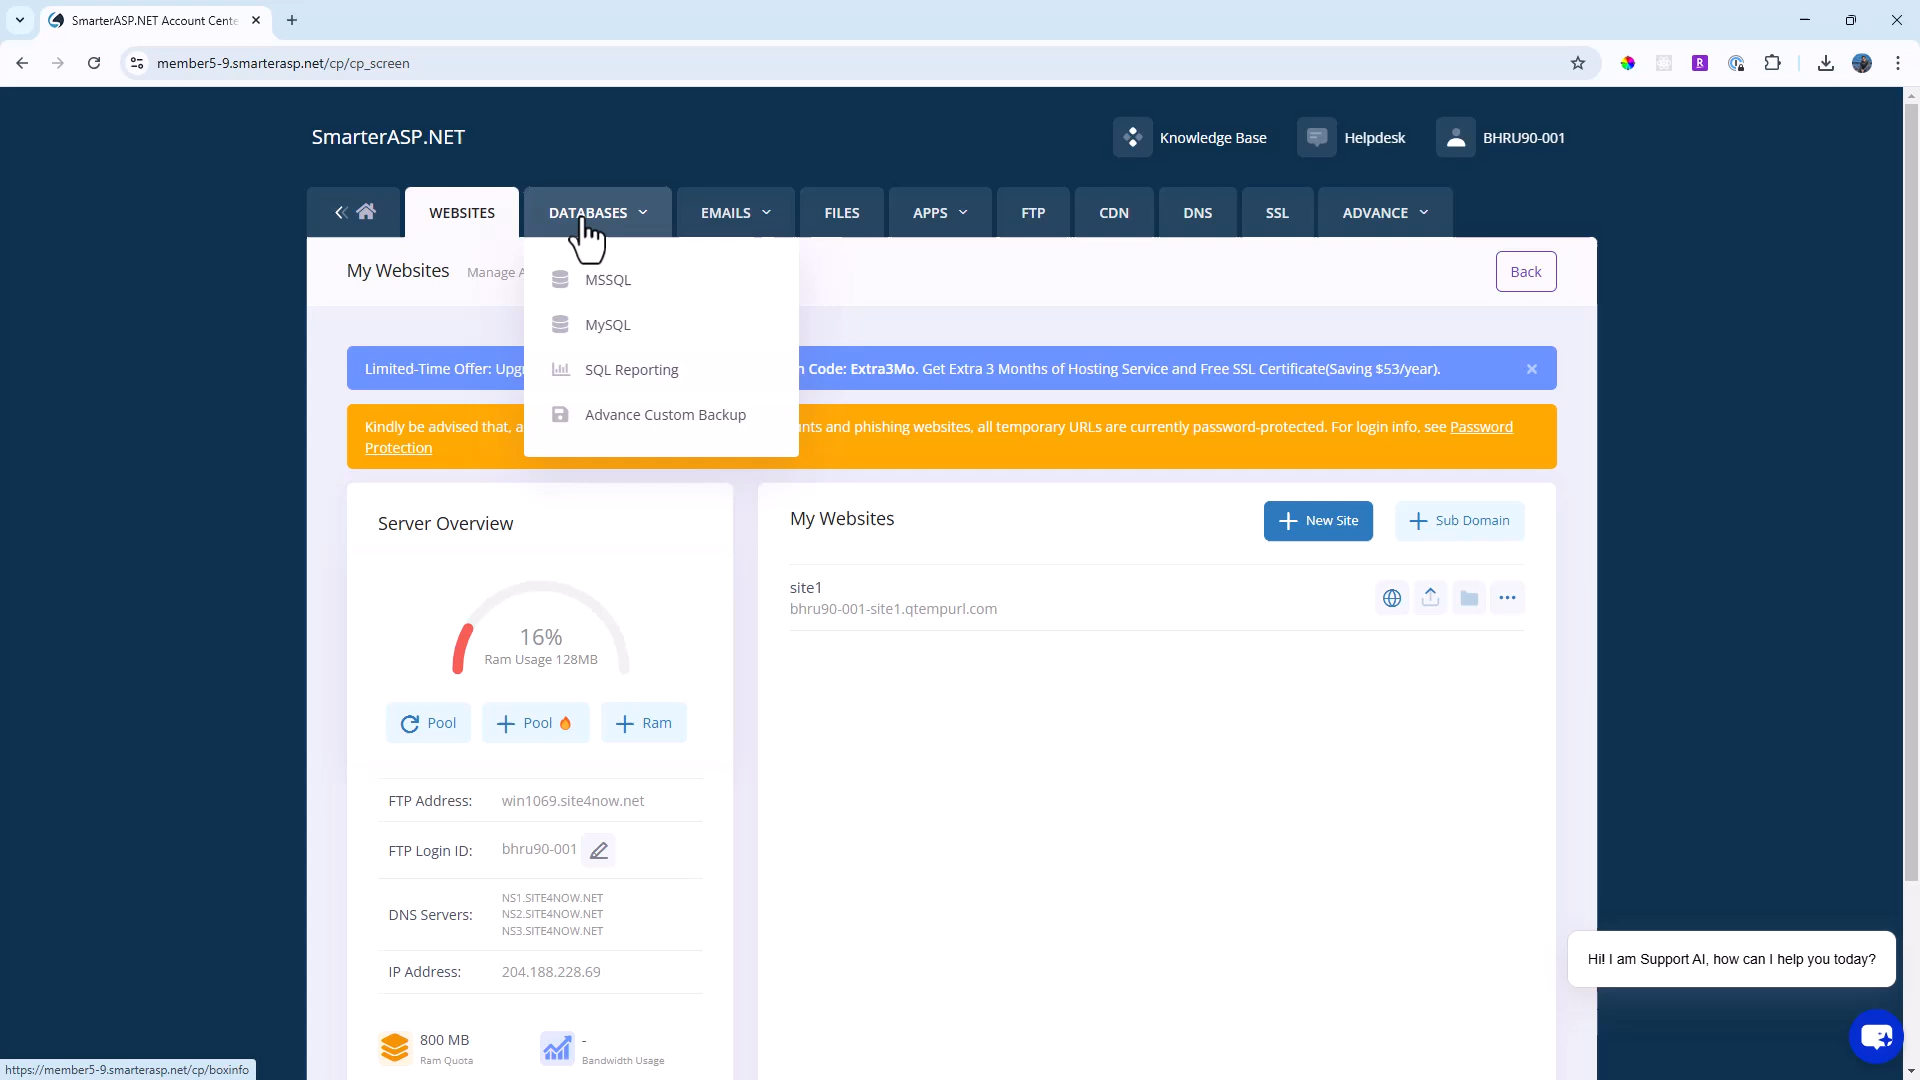 SmarterASP.NET Account Cente
member5-9.smarterasp.net/cp/cp_screen
R
SmarterASP.NET
Knowledge Base
Helpdesk
BHRU90-001
WEBSITES
DATABASES
EMAILS
FILES
APPS
FTP
CDN
DNS
SSL
ADVANCE
My Websites
Manage A
Back
MSSQL
MySQL
SQL Reporting
Advance Custom Backup
Limited-Time Offer: Upgr
n Code: Extra3Mo. Get Extra 3 Months of Hosting Service and Free SSL Certificate(Saving $53/year).
Kindly be advised that, a
nts and phishing websites, all temporary URLs are currently password-protected. For login info, see Password
Protection
Server Overview
16%
Ram Usage 128MB
Pool
Pool
Ram
FTP Address: win1069.site4now.net
FTP Login ID: bhru90-001
DNS Servers:
NS1.SITE4NOW.NET
NS2.SITE4NOW.NET
NS3.SITE4NOW.NET
IP Address: 204.188.228.69
800 MB
Ram Quota
-
Bandwidth Usage
My Websites
New Site
Sub Domain
site1
bhru90-001-site1.qtempurl.com
Hi! I am Support AI, how can I help you today?
https://member5-9.smarterasp.net/cp/boxinfo